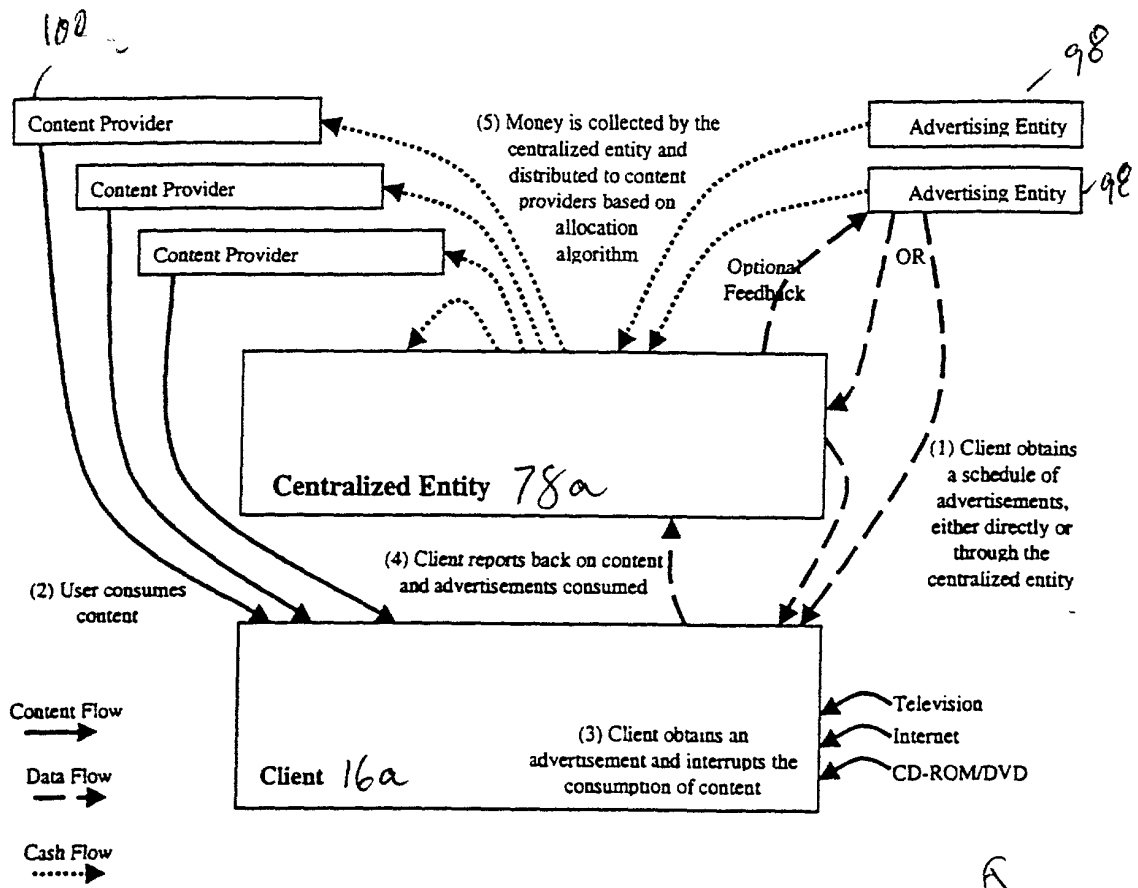 100
98
Content Provider
(5) Money is collected by the
centralized entity and
distributed to content
providers based on
allocation
algorithm
Advertising Entity
Content Provider
Advertising Entity
98
Content Provider
Optional
Feedback
OR
(1) Client obtains
a schedule of
advertisements,
either directly or
through the
centralized entity
Centralized Entity 78a
(4) Client reports back on content
and advertisements consumed
(2) User consumes
content
Content Flow
Data Flow
Cash Flow
Client 16a
(3) Client obtains an
advertisement and interrupts the
consumption of content
Television
Internet
CD-ROM/DVD